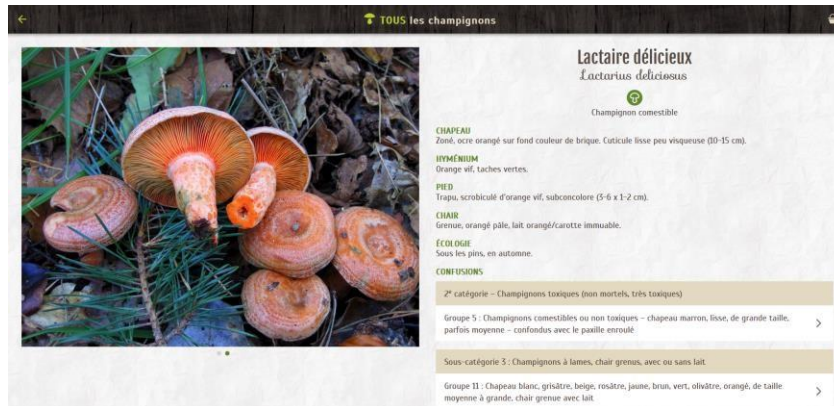 TOUS les champignons
Lactaire délicieux
Lactarius deliciosus
Champignon comestible
CHAPEAU
Zoné, ocre orangé sur fond couleur de brique. Cuticule lisse peu visqueuse (10-15 cm).
HYMÉNIUM
Orange vif, taches vertes.
PIED
Trapu, scrobiculé d'orange vif, subconcolore (3-6 x 1-2 cm).
CHAIR
Grenue, orangé pâle, lait orangé/carotte immuable.
ÉCOLOGIE
Sous les pins, en automne.
CONFUSIONS
2e catégorie – Champignons toxiques (non mortels, très toxiques)
Groupe 5 : Champignons comestibles ou non toxiques – chapeau marron, lisse, de grande taille,
parfois moyenne – confondus avec le paxille enroulé
Sous-catégorie 3 : Champignons à lames, chair grenus, avec ou sans lait
Groupe 11 : Chapeau blanc, grisâtre, beige, rosâtre, jaune, brun, vert, olivâtre, orangé, de taille
moyenne à grande, chair grenue avec lait